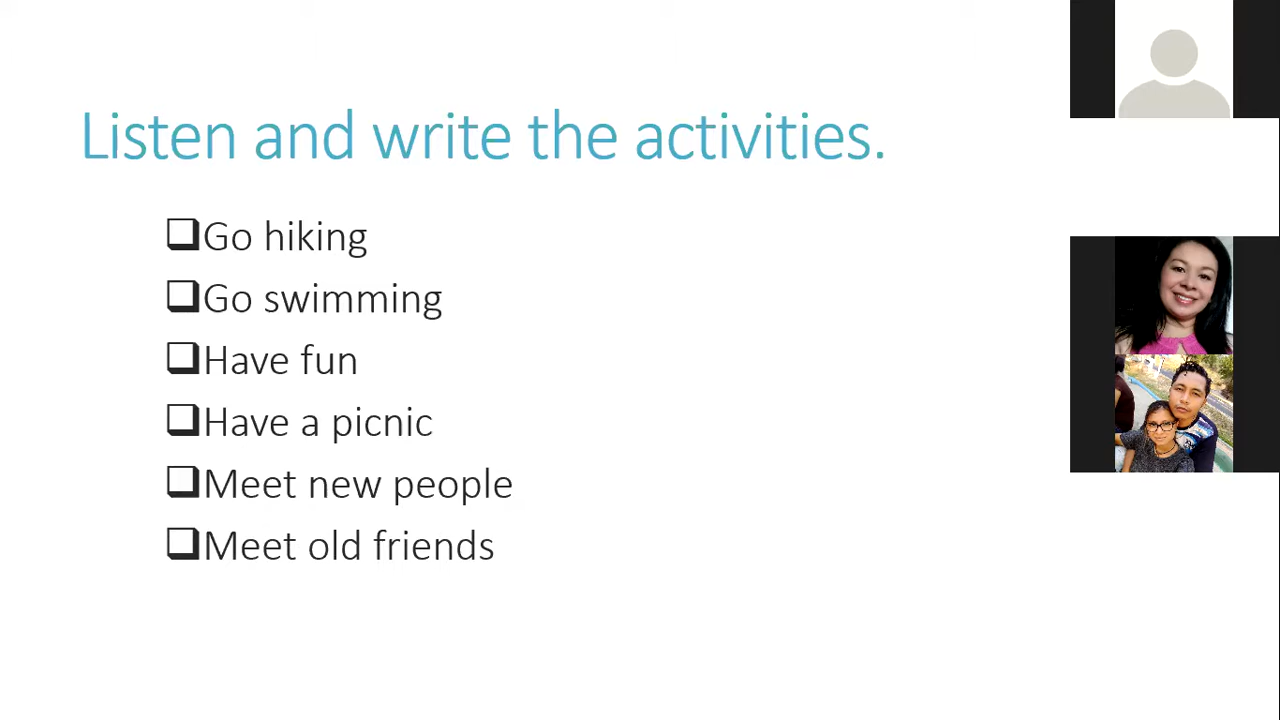 Listen and write the activities.
Go hiking
Go swimming
Have fun
Have a picnic
Meet new people
Meet old friends